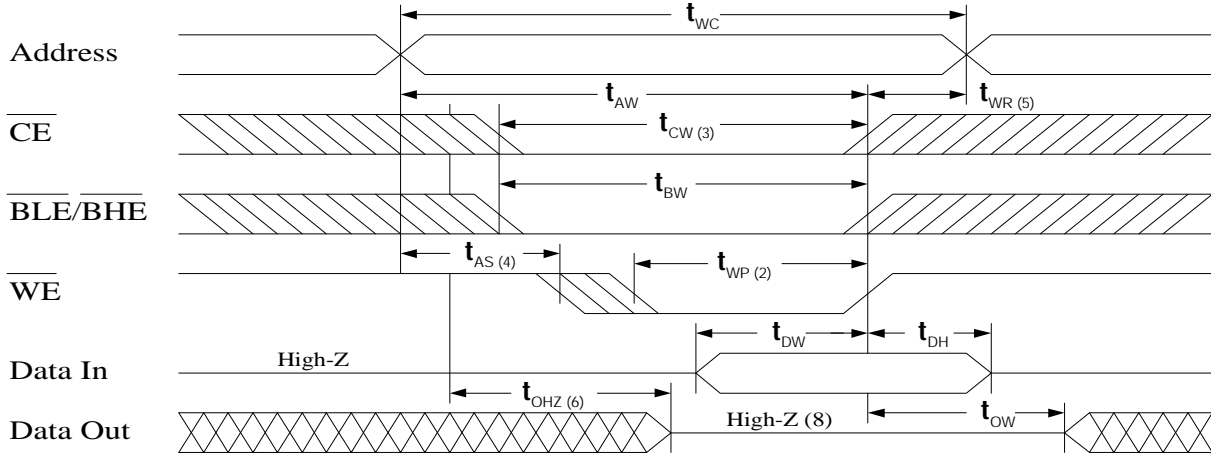 tWC
Address
tAW
tWR (5)
CE
tCW (3)
tBW
BLE/BHE
tAS (4)
tWP (2)
WE
tDW
tDH
High-Z
Data In
tOHZ (6)
High-Z (8)
tOW
Data Out